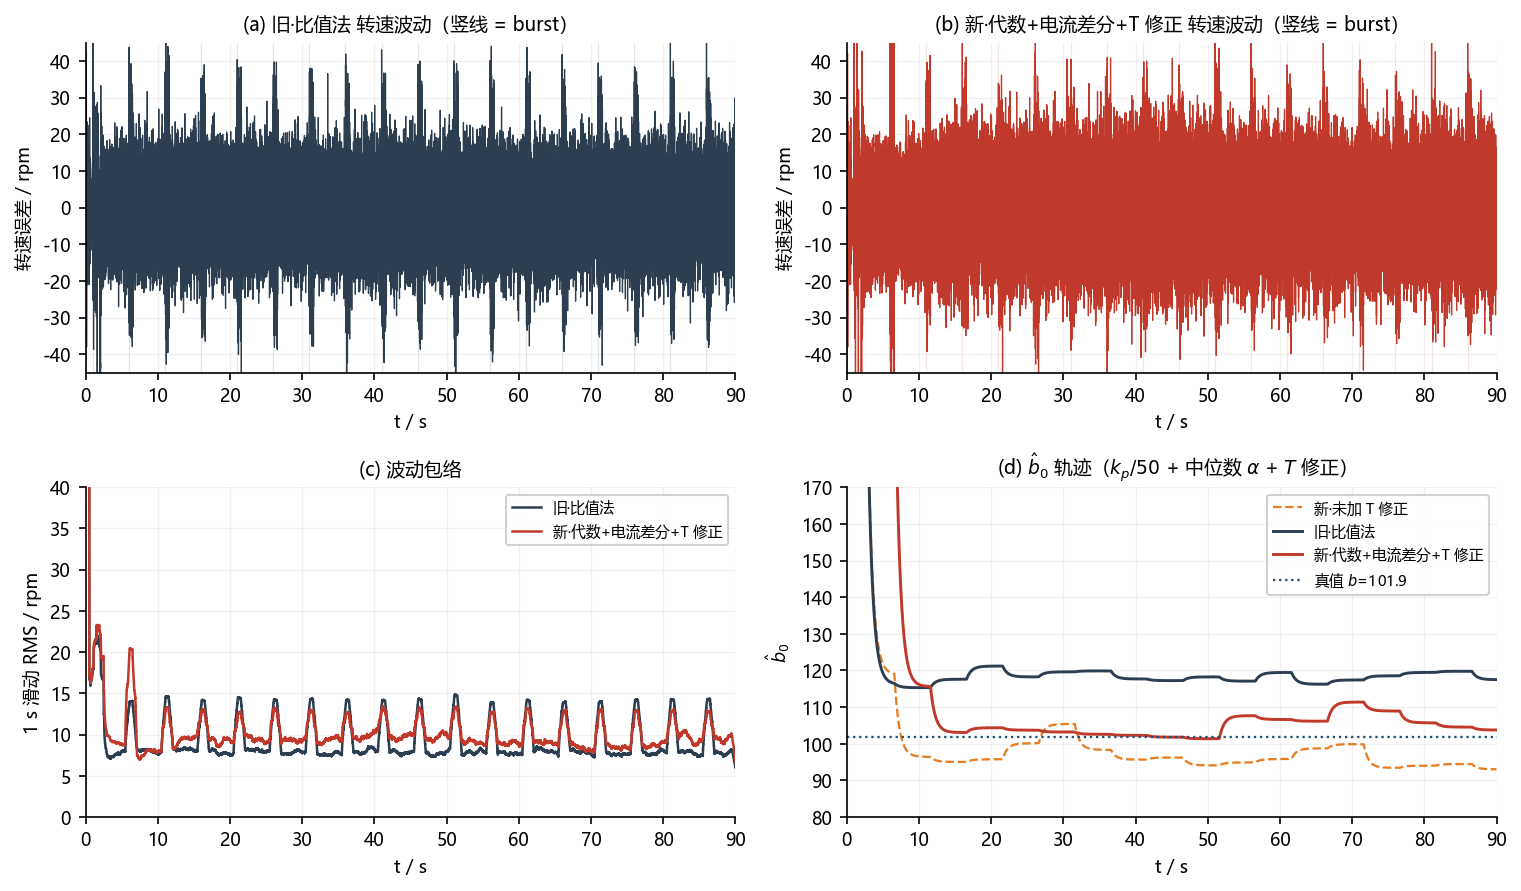 (a) 旧·比值法 转速波动（竖线 = burst）
40
30
20
10
0
-10
-20
-30
-40
转速误差 / rpm
0 10 20 30 40 50 60 70 80 90
t / s
(b) 新·代数+电流差分+T 修正 转速波动（竖线 = burst）
40
30
20
10
0
-10
-20
-30
-40
转速误差 / rpm
0 10 20 30 40 50 60 70 80 90
t / s
(c) 波动包络
40
35
30
25
20
15
10
5
0
1 s 滑动 RMS / rpm
旧·比值法
新·代数+电流差分+T 修正
0 10 20 30 40 50 60 70 80 90
t / s
(d) b̂₀ 轨迹（kₚ/50 + 中位数 α + T 修正）
170
160
150
140
130
120
110
100
90
80
b̂₀
新·未加 T 修正
旧·比值法
新·代数+电流差分+T 修正
真值 b=101.9
0 10 20 30 40 50 60 70 80 90
t / s